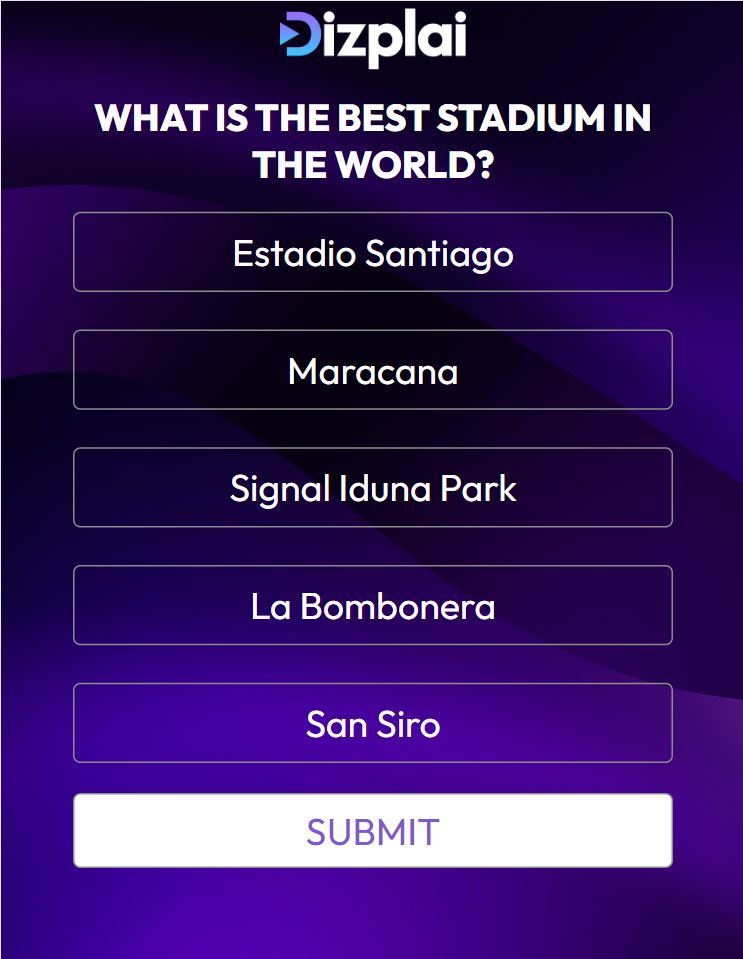 Dizplai
WHAT IS THE BEST STADIUM IN
THE WORLD?
Estadio Santiago
Maracana
Signal Iduna Park
La Bombonera
San Siro
SUBMIT